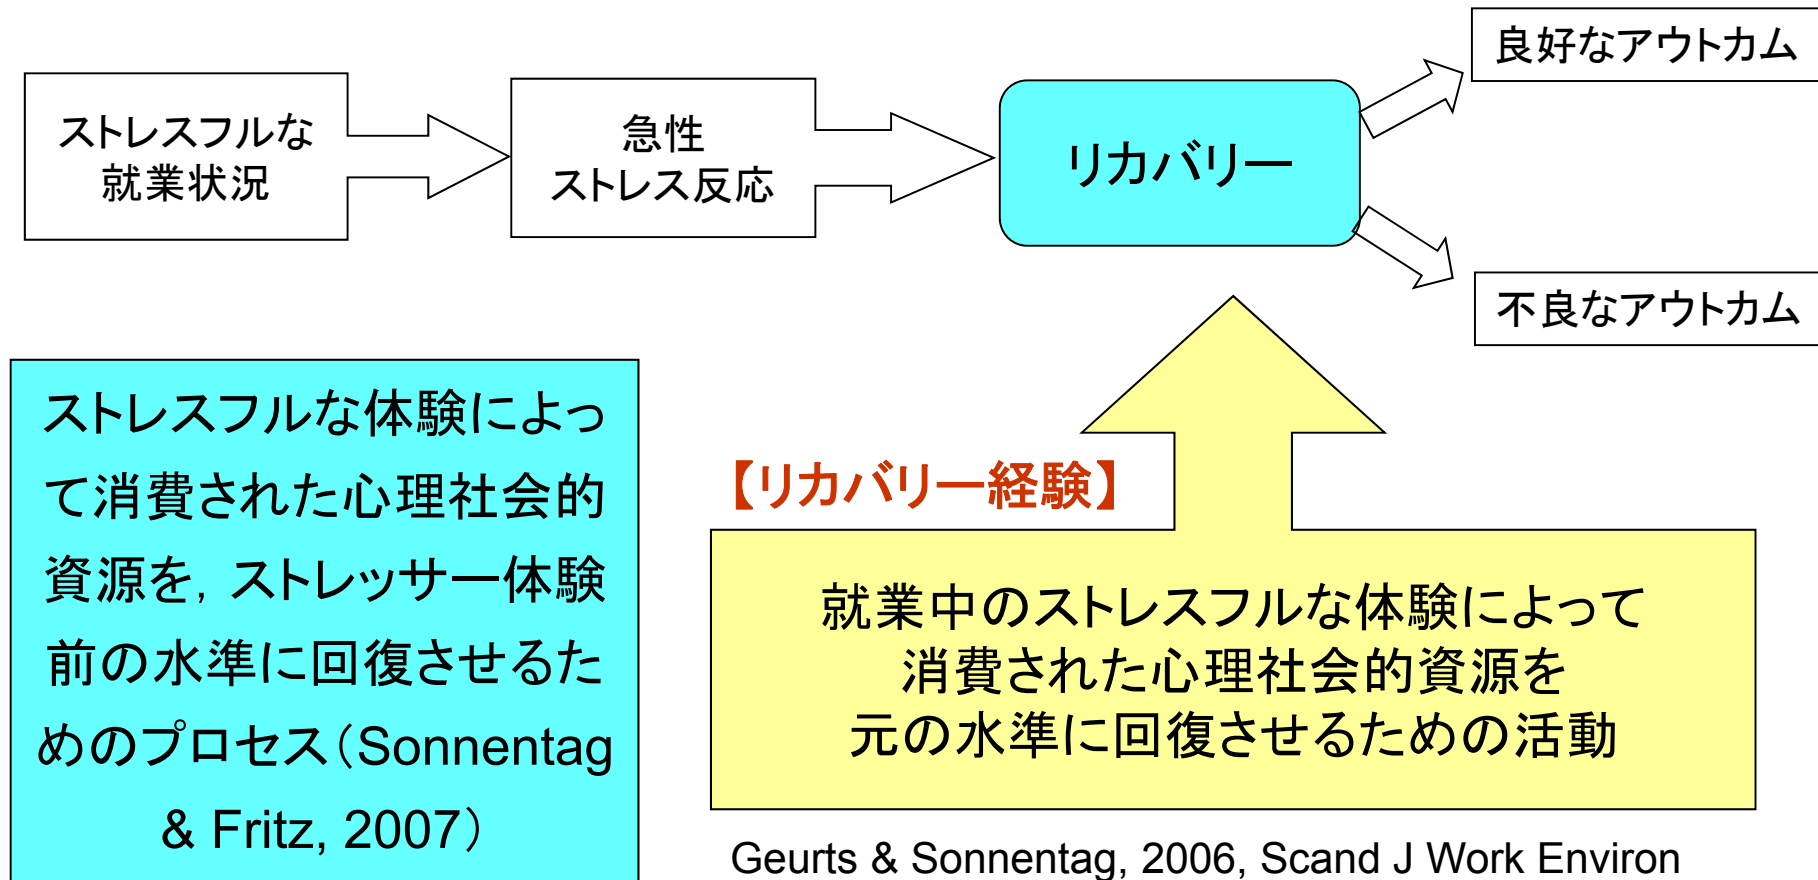 良好なアウトカム
ストレスフルな
就業状況
急性
ストレス反応
リカバリー
不良なアウトカム
ストレスフルな体験によっ
て消費された心理社会的
資源を，ストレッサー体験
前の水準に回復させるた
めのプロセス（Sonnentag
& Fritz, 2007）
【リカバリー経験】
就業中のストレスフルな体験によって
消費された心理社会的資源を
元の水準に回復させるための活動
Geurts & Sonnentag, 2006, Scand J Work Environ